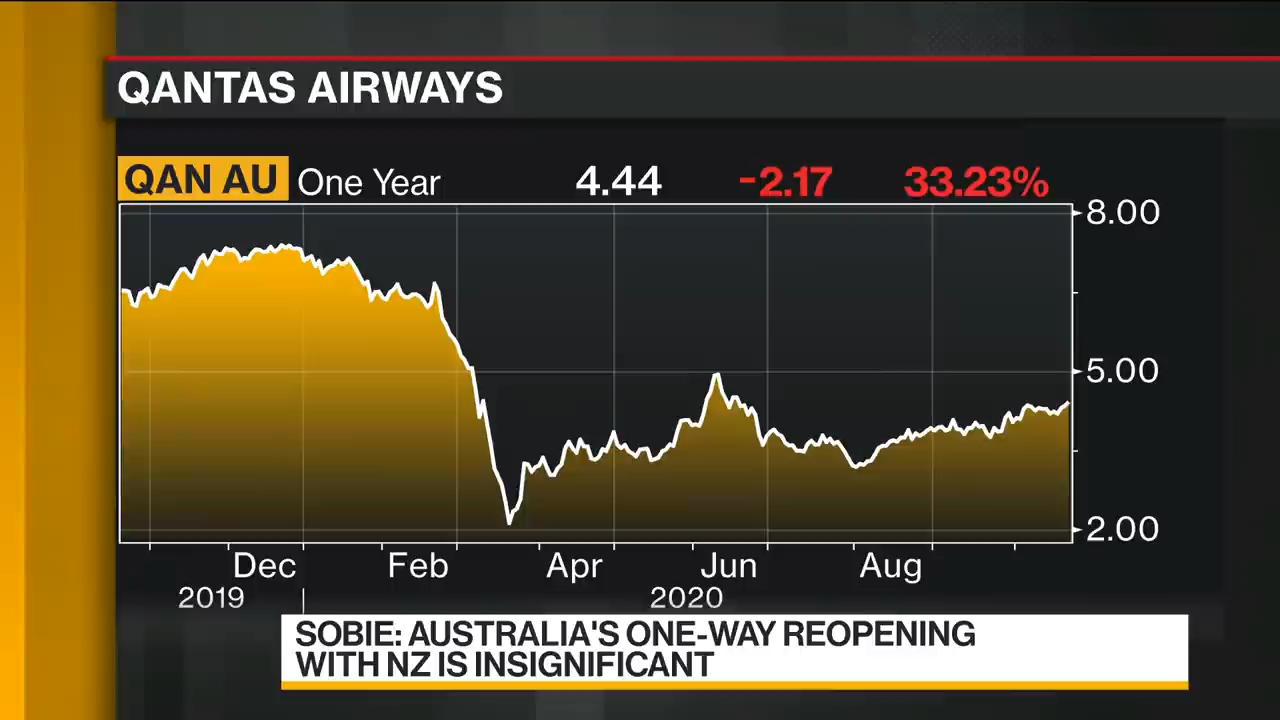 QANTAS AIRWAYS
QAN AU One Year 4.44 -2.17 33.23%
8.00
5.00
2.00
Dec Feb Apr Jun Aug
2019 2020
SOBIE: AUSTRALIA'S ONE-WAY REOPENING
WITH NZ IS INSIGNIFICANT